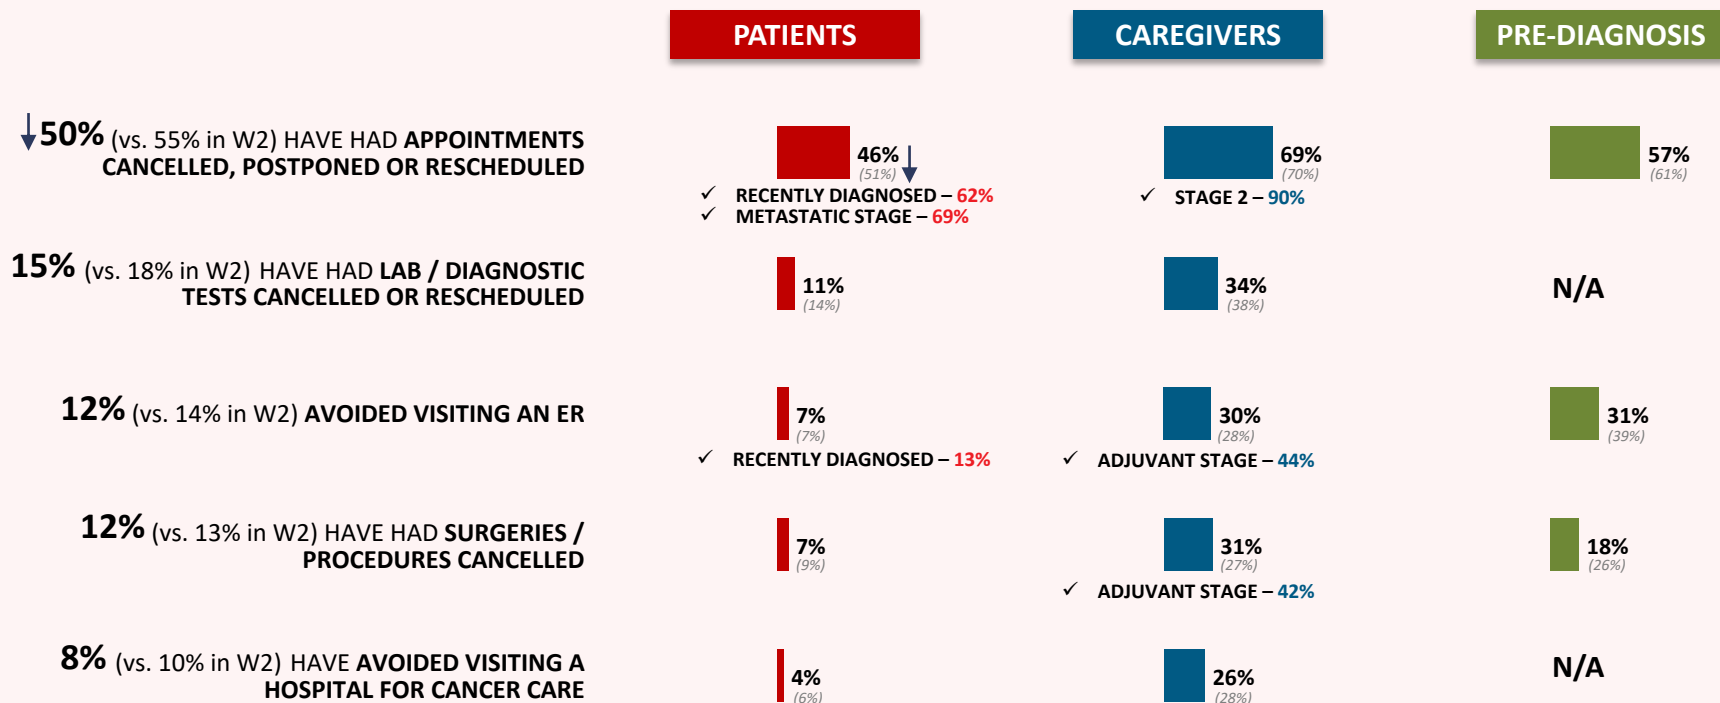 PATIENTS
CAREGIVERS
PRE-DIAGNOSIS
50% (vs. 55% in W2) HAVE HAD APPOINTMENTS
CANCELLED, POSTPONED OR RESCHEDULED
46%
(51%)
✓ RECENTLY DIAGNOSED – 62%
✓ METASTATIC STAGE – 69%
69%
(70%)
✓ STAGE 2 – 90%
57%
(61%)
15% (vs. 18% in W2) HAVE HAD LAB / DIAGNOSTIC
TESTS CANCELLED OR RESCHEDULED
11%
(14%)
34%
(38%)
N/A
12% (vs. 14% in W2) AVOIDED VISITING AN ER
7%
(7%)
✓ RECENTLY DIAGNOSED – 13%
30%
(28%)
✓ ADJUVANT STAGE – 44%
31%
(39%)
12% (vs. 13% in W2) HAVE HAD SURGERIES /
PROCEDURES CANCELLED
7%
(9%)
31%
(27%)
✓ ADJUVANT STAGE – 42%
18%
(26%)
8% (vs. 10% in W2) HAVE AVOIDED VISITING A
HOSPITAL FOR CANCER CARE
4%
(6%)
26%
(28%)
N/A